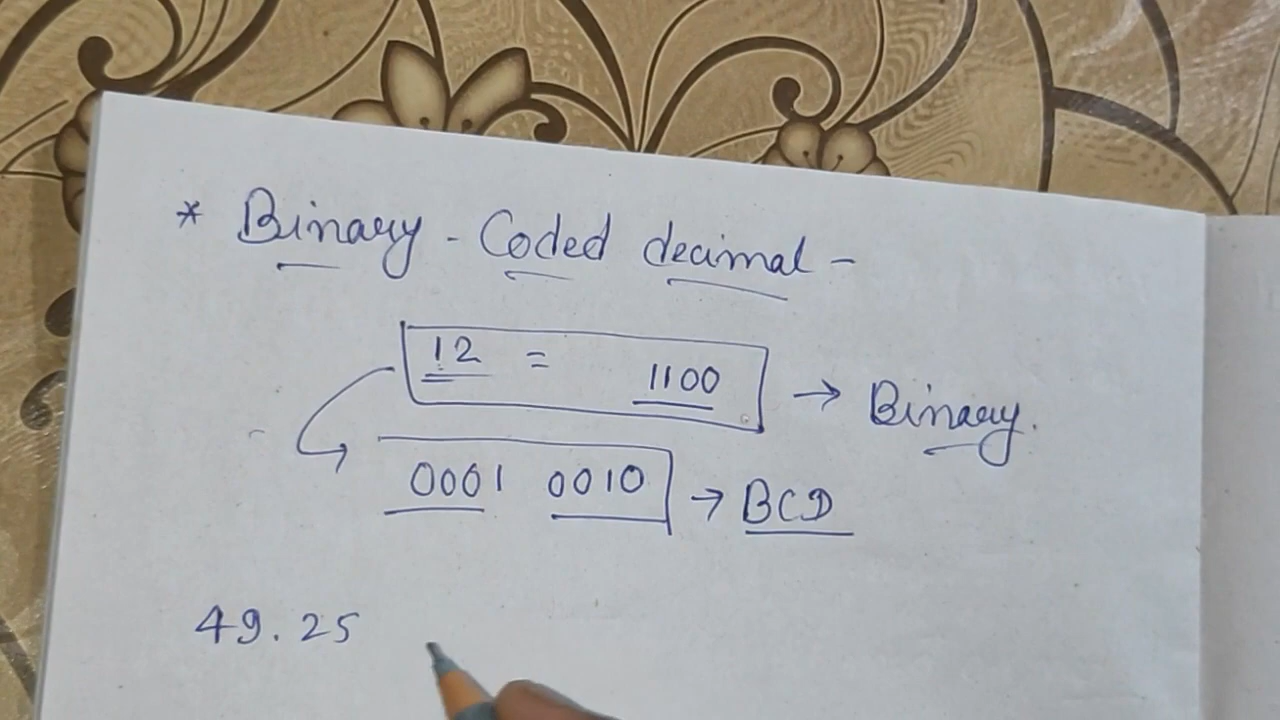 * Binary - Coded decimal -
12 = 1100 → Binary.
0001 0010 → BCD
49.25